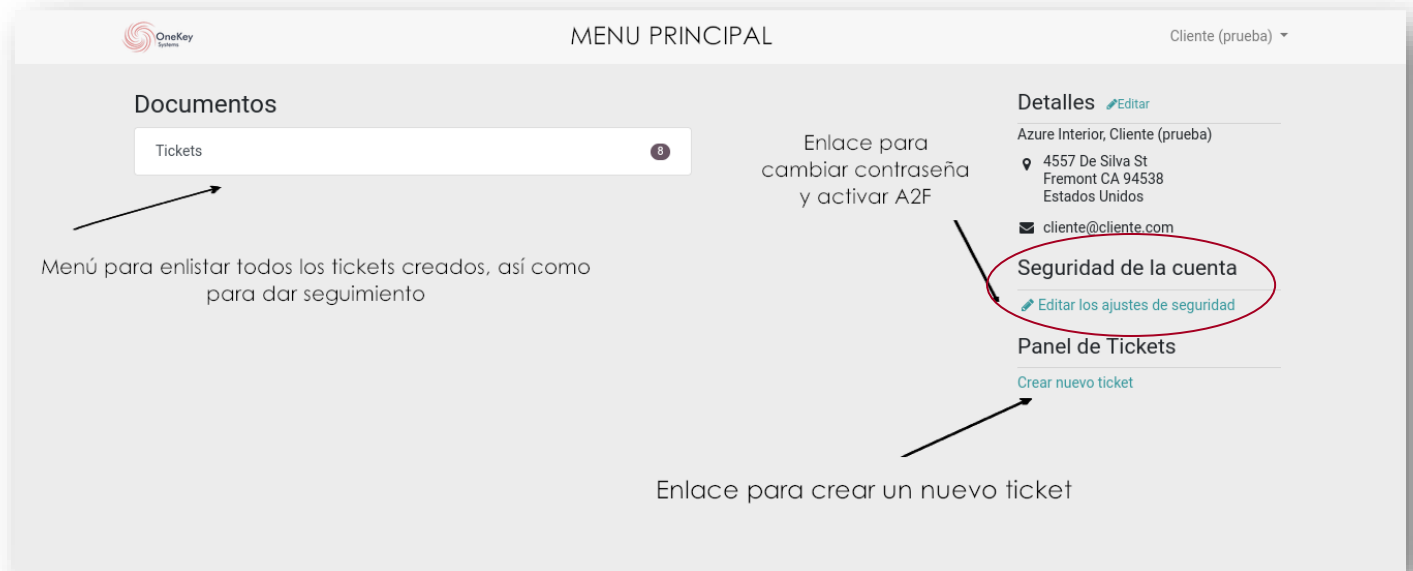 OneKey
Systems
MENU PRINCIPAL
Cliente (prueba)
Documentos
Tickets
8
Menú para enlistar todos los tickets creados, así como
para dar seguimiento
Enlace para
cambiar contraseña
y activar A2F
Detalles Editar
Azure Interior, Cliente (prueba)
4557 De Silva St
Fremont CA 94538
Estados Unidos
cliente@cliente.com
Seguridad de la cuenta
Editar los ajustes de seguridad
Panel de Tickets
Crear nuevo ticket
Enlace para crear un nuevo ticket